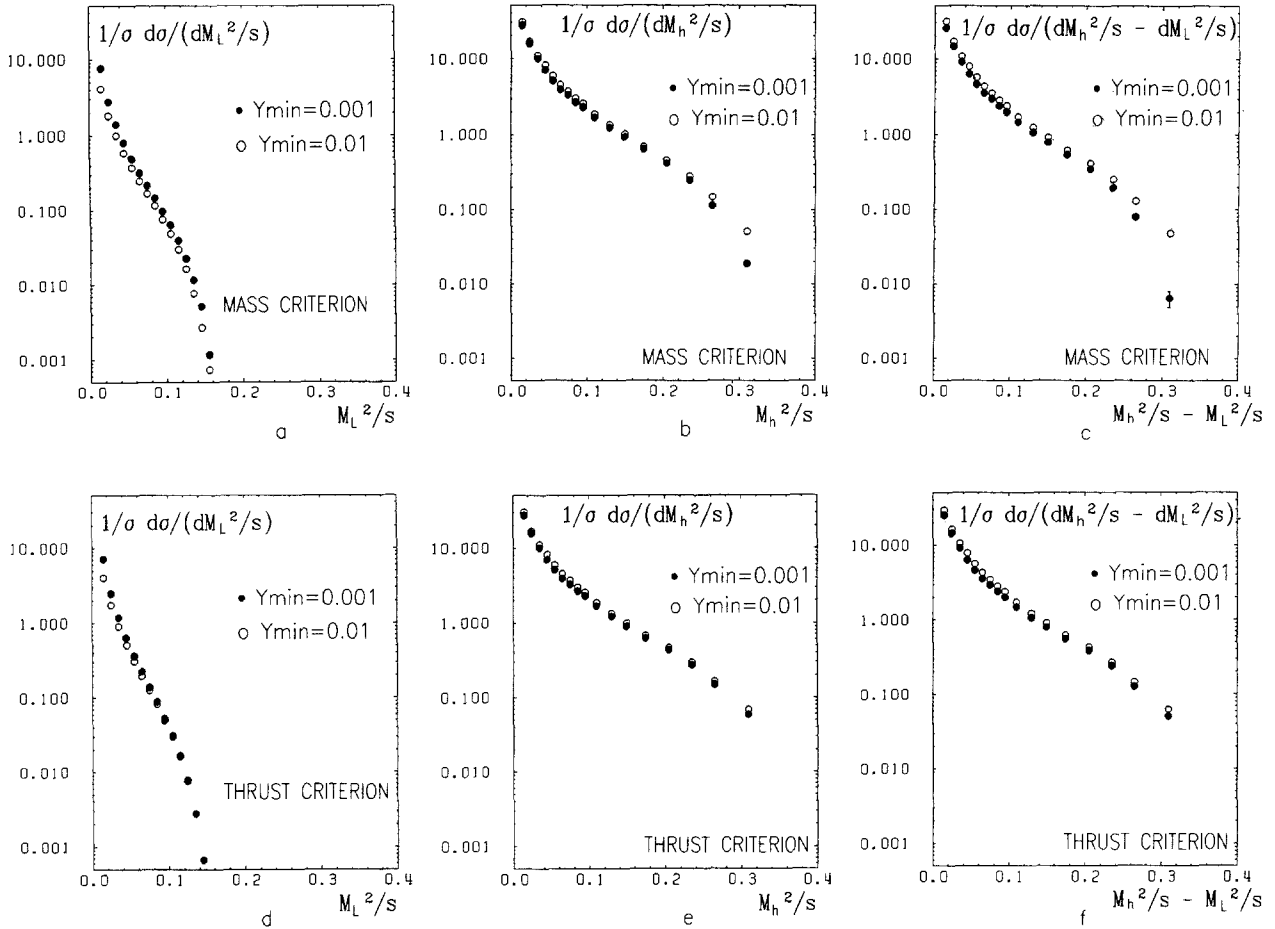 1/σ dσ/(dM_L²/s)
10.000
1.000
0.100
0.010
0.001
● Ymin=0.001
○ Ymin=0.01
MASS CRITERION
0.0 0.1 0.2 0.3 0.4
M_L²/s
a
1/σ dσ/(dM_h²/s)
10.000
1.000
0.100
0.010
0.001
● Ymin=0.001
○ Ymin=0.01
MASS CRITERION
0.0 0.1 0.2 0.3 0.4
M_h²/s
b
1/σ dσ/(dM_h²/s - dM_L²/s)
10.000
1.000
0.100
0.010
0.001
● Ymin=0.001
○ Ymin=0.01
MASS CRITERION
0.0 0.1 0.2 0.3 0.4
M_h²/s - M_L²/s
c
1/σ dσ/(dM_L²/s)
10.000
1.000
0.100
0.010
0.001
● Ymin=0.001
○ Ymin=0.01
THRUST CRITERION
0.0 0.1 0.2 0.3 0.4
M_L²/s
d
1/σ dσ/(dM_h²/s)
10.000
1.000
0.100
0.010
0.001
● Ymin=0.001
○ Ymin=0.01
THRUST CRITERION
0.0 0.1 0.2 0.3 0.4
M_h²/s
e
1/σ dσ/(dM_h²/s - dM_L²/s)
10.000
1.000
0.100
0.010
0.001
● Ymin=0.001
○ Ymin=0.01
THRUST CRITERION
0.0 0.1 0.2 0.3 0.4
M_h²/s - M_L²/s
f